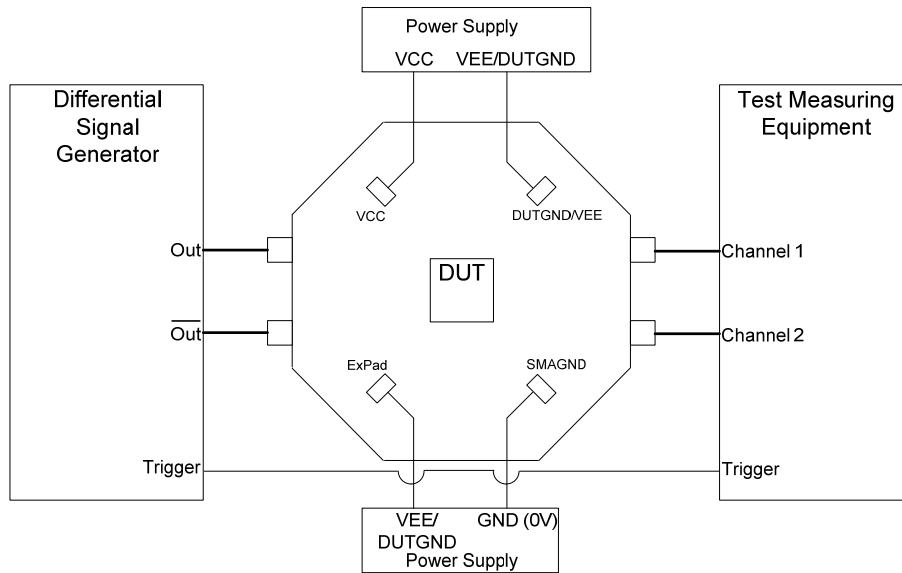 Power Supply
VCC VEE/DUTGND
Differential
Signal
Generator
Test Measuring
Equipment
VCC
DUTGND/VEE
Out
Channel 1
DUT
Out
Channel 2
ExPad
SMAGND
Trigger
Trigger
VEE/
DUTGND
GND (0V)
Power Supply